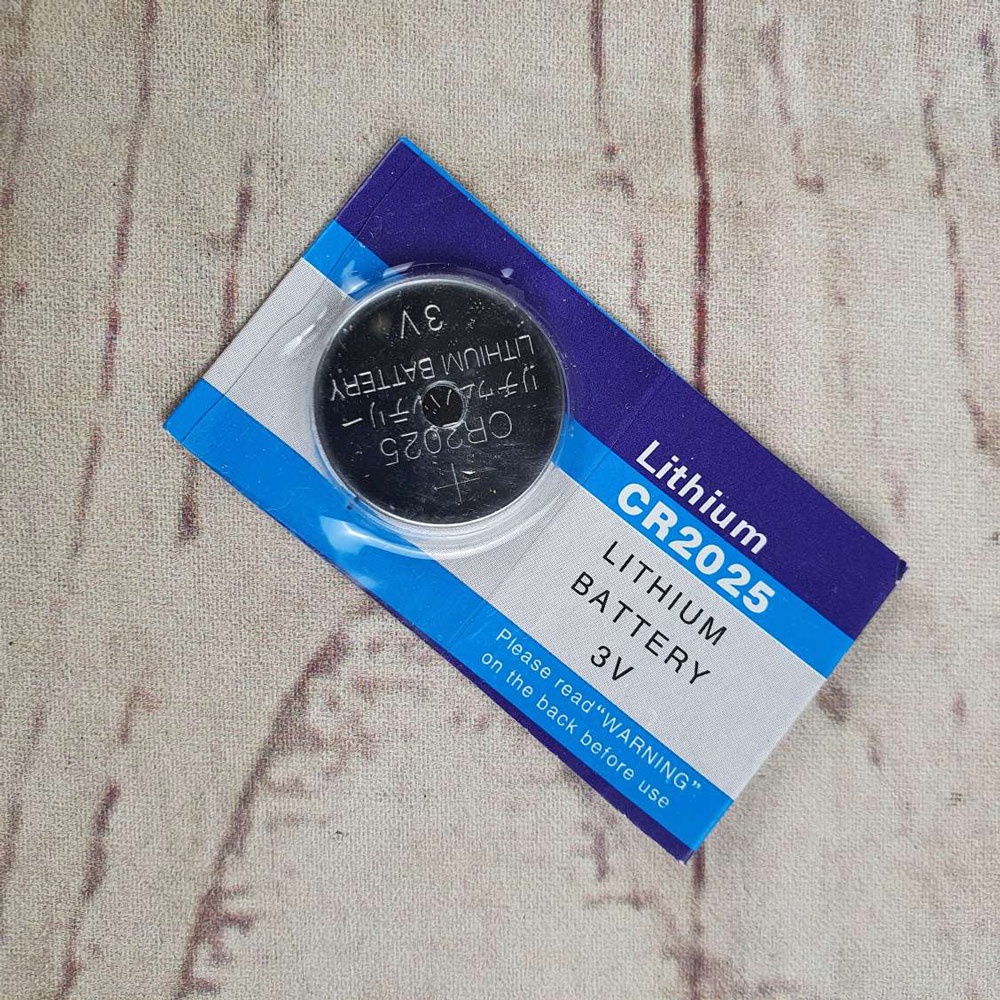 +
CR2025
リチウムバッテリー
LITHIUM BATTERY
3V
Lithium
CR2025
LITHIUM
BATTERY
3V
Please read "WARNING"
on the back before use